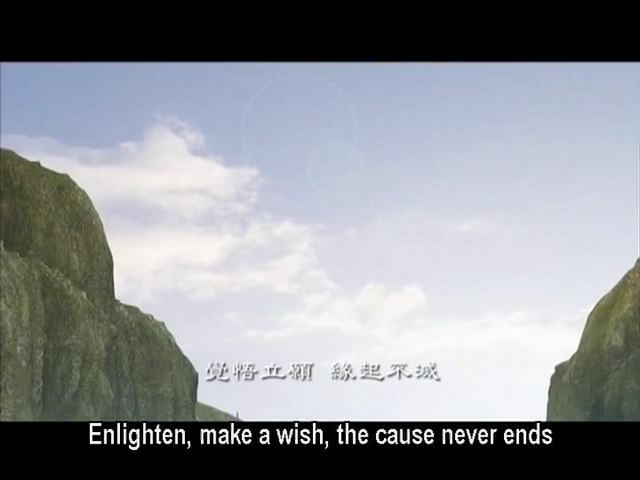 覺悟立願 緣起不滅
Enlighten, make a wish, the cause never ends